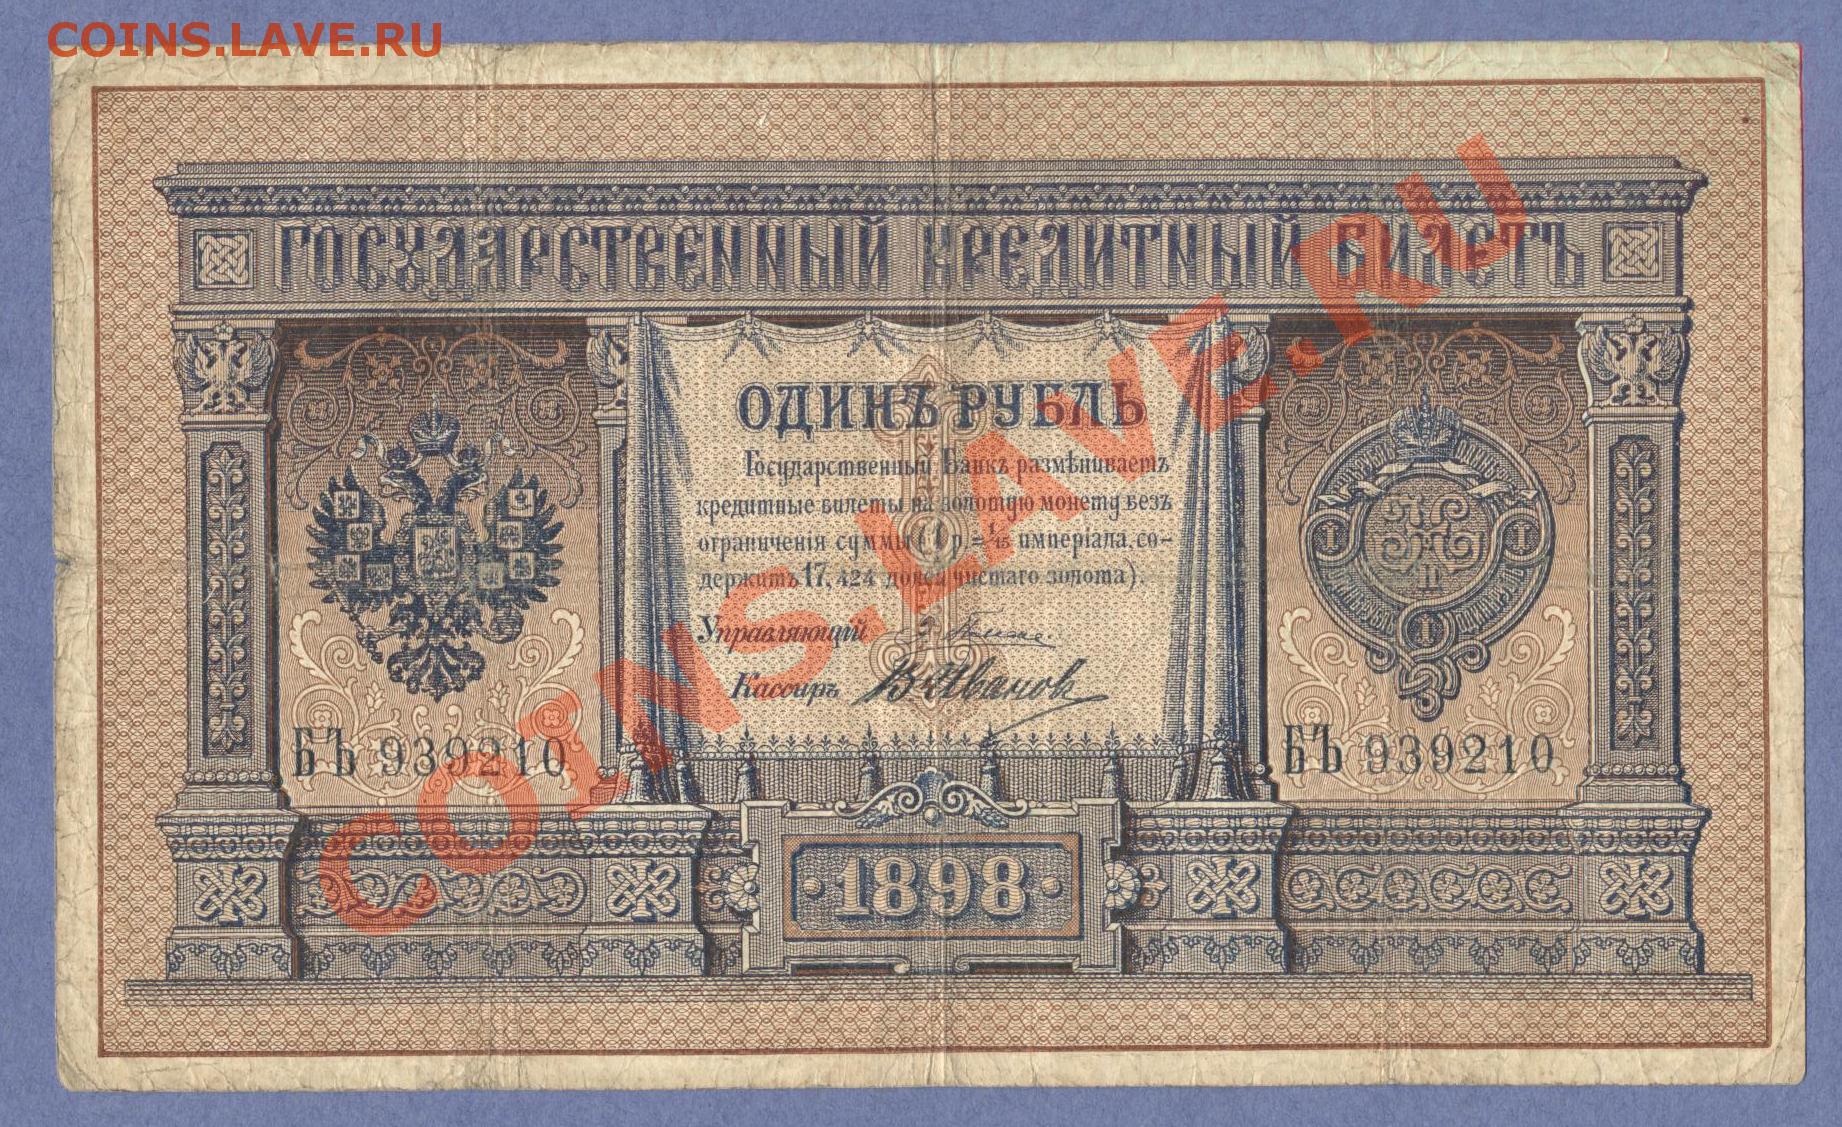 COINS.LAVE.RU
ГОСУДАРСТВЕННЫЙ КРЕДИТНЫЙ БИЛЕТЪ
ОДИНЪ РУБЛЬ
Государственный Банкъ размѣниваетъ
кредитные билеты на золотую монету безъ
ограниченія суммы (1 р.= 1/15 имперіала, со-
держитъ 17,424 долей чистаго золота).
Управляющій
Кассиръ В. Ивановъ
БЪ 939210
БЪ 939210
1898
COINS.LAVE.RU